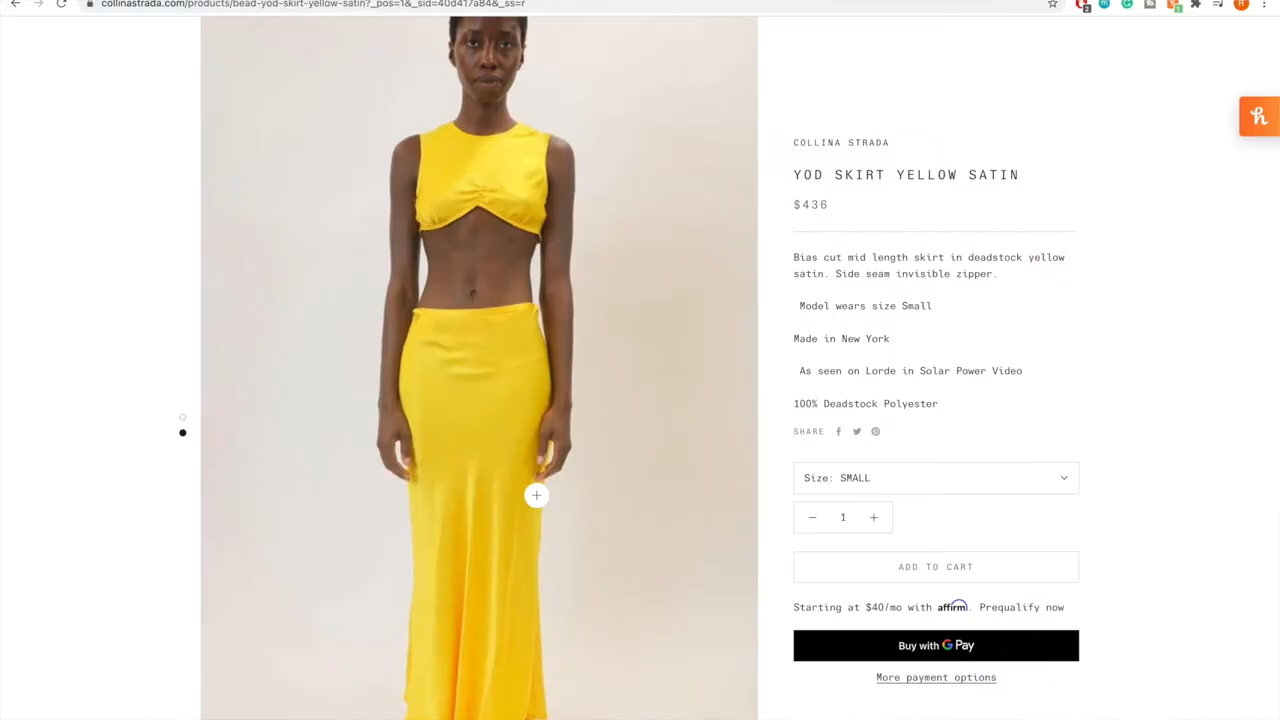 collinastrada.com/products/bead-yod-skirt-yellow-satin?_pos=1&_sid=40d417a84&_ss=r
COLLINA STRADA
YOD SKIRT YELLOW SATIN
$436
Bias cut mid length skirt in deadstock yellow
satin. Side seam invisible zipper.
Model wears size Small
Made in New York
As seen on Lorde in Solar Power Video
100% Deadstock Polyester
SHARE
Size: SMALL
1
ADD TO CART
Starting at $40/mo with affirm. Prequalify now
Buy with G Pay
More payment options